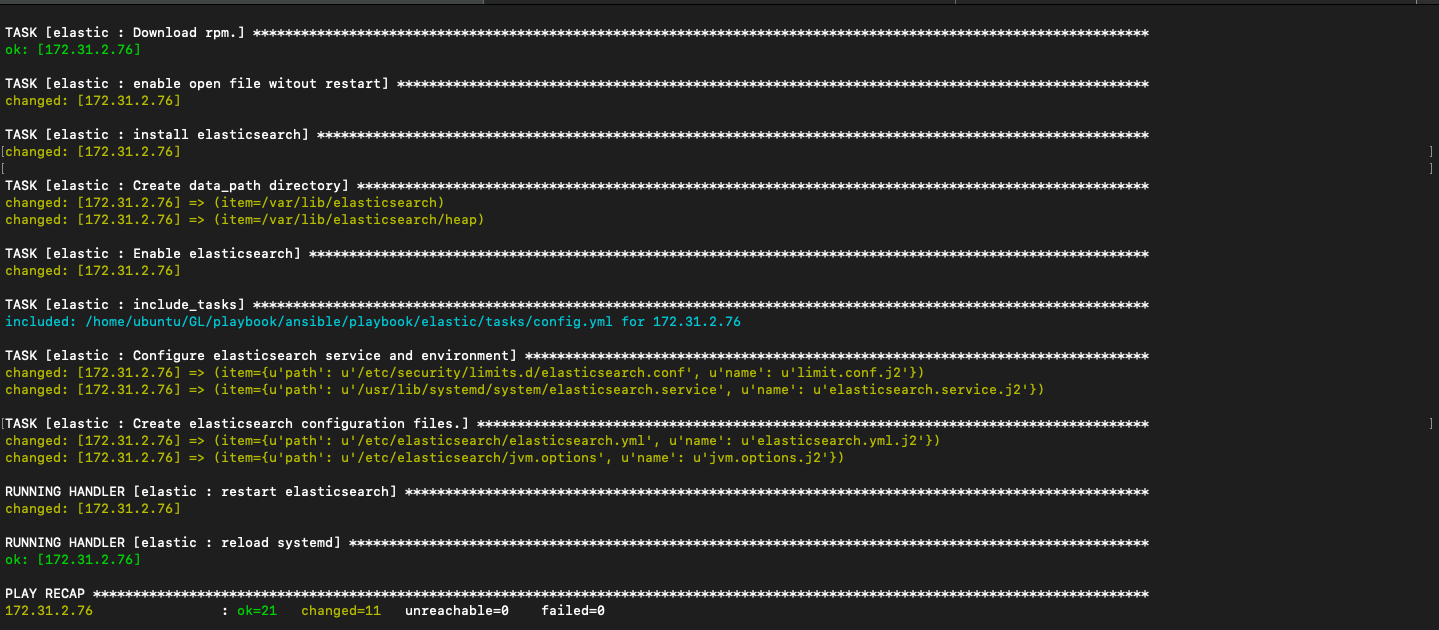 TASK [elastic : Download rpm.] ****************************************************************************************************************
ok: [172.31.2.76]
TASK [elastic : enable open file witout restart] **********************************************************************************************
changed: [172.31.2.76]
TASK [elastic : install elasticsearch] ********************************************************************************************************
[changed: [172.31.2.76] ]
[ ]
TASK [elastic : Create data_path directory] ***************************************************************************************************
changed: [172.31.2.76] => (item=/var/lib/elasticsearch)
changed: [172.31.2.76] => (item=/var/lib/elasticsearch/heap)
TASK [elastic : Enable elasticsearch] *********************************************************************************************************
changed: [172.31.2.76]
TASK [elastic : include_tasks] ****************************************************************************************************************
included: /home/ubuntu/GL/playbook/ansible/playbook/elastic/tasks/config.yml for 172.31.2.76
TASK [elastic : Configure elasticsearch service and environment] ******************************************************************************
changed: [172.31.2.76] => (item={u'path': u'/etc/security/limits.d/elasticsearch.conf', u'name': u'limit.conf.j2'})
changed: [172.31.2.76] => (item={u'path': u'/usr/lib/systemd/system/elasticsearch.service', u'name': u'elasticsearch.service.j2'})
[TASK [elastic : Create elasticsearch configuration files.] ************************************************************************************ ]
changed: [172.31.2.76] => (item={u'path': u'/etc/elasticsearch/elasticsearch.yml', u'name': u'elasticsearch.yml.j2'})
changed: [172.31.2.76] => (item={u'path': u'/etc/elasticsearch/jvm.options', u'name': u'jvm.options.j2'})
RUNNING HANDLER [elastic : restart elasticsearch] *********************************************************************************************
changed: [172.31.2.76]
RUNNING HANDLER [elastic : reload systemd] ****************************************************************************************************
ok: [172.31.2.76]
PLAY RECAP ************************************************************************************************************************************
172.31.2.76                : ok=21   changed=11   unreachable=0    failed=0